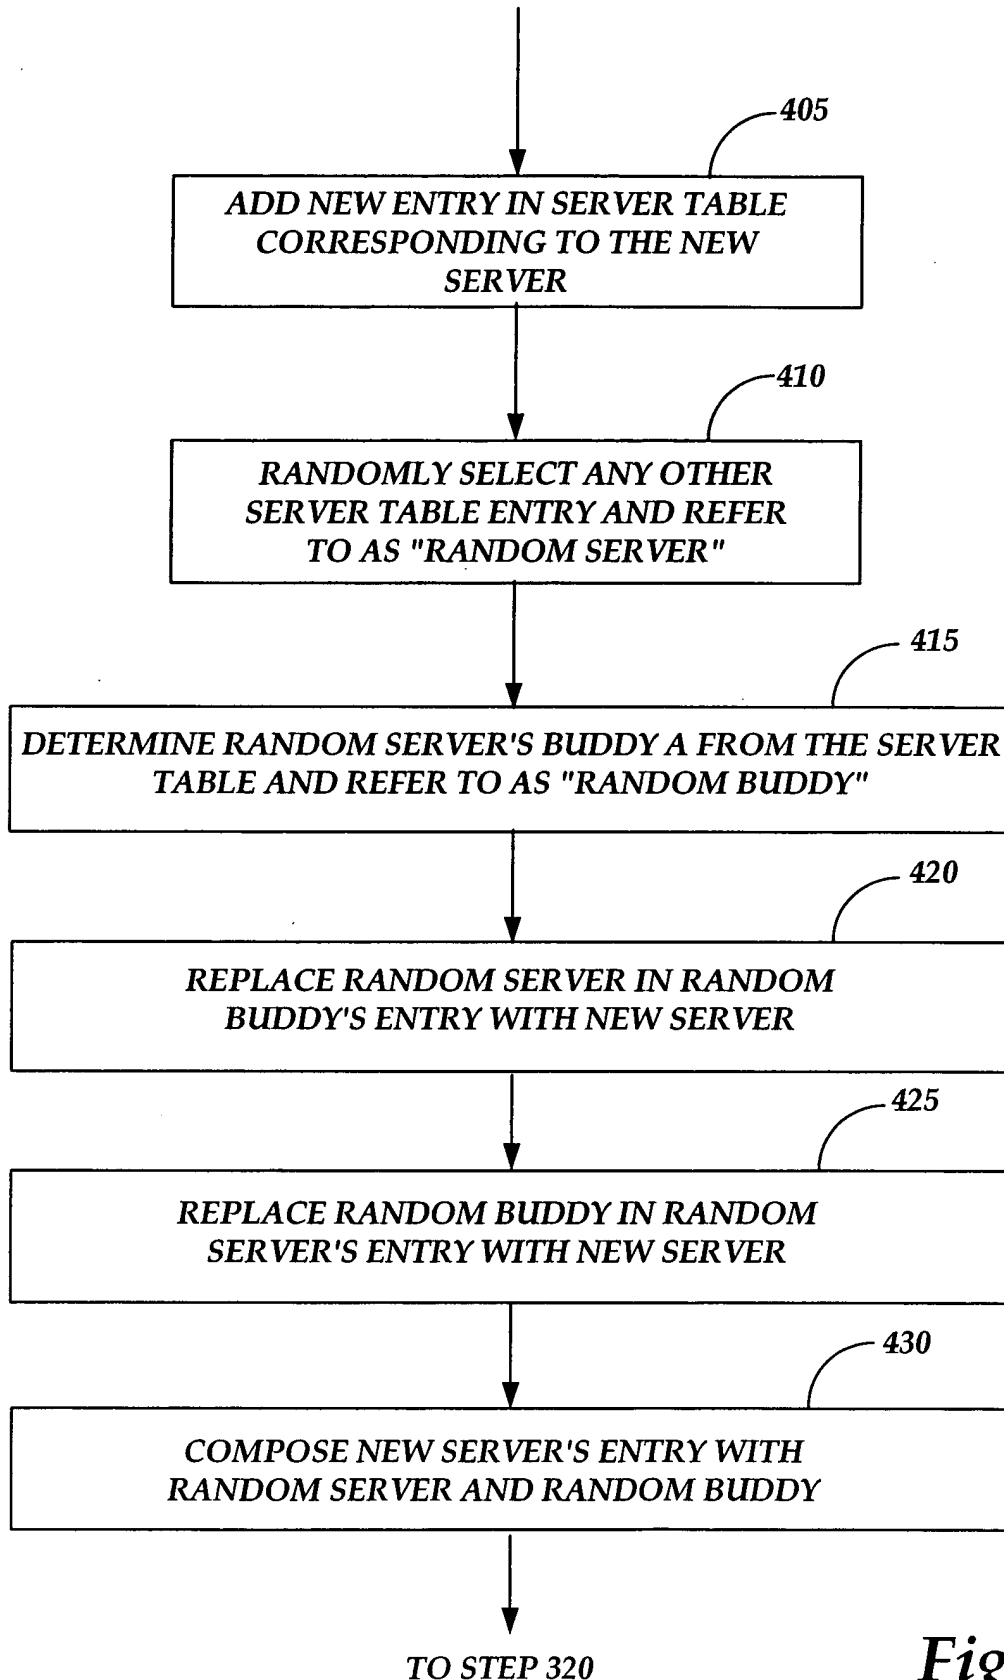 405
ADD NEW ENTRY IN SERVER TABLE
CORRESPONDING TO THE NEW
SERVER
410
RANDOMLY SELECT ANY OTHER
SERVER TABLE ENTRY AND REFER
TO AS "RANDOM SERVER"
415
DETERMINE RANDOM SERVER'S BUDDY A FROM THE SERVER
TABLE AND REFER TO AS "RANDOM BUDDY"
420
REPLACE RANDOM SERVER IN RANDOM
BUDDY'S ENTRY WITH NEW SERVER
425
REPLACE RANDOM BUDDY IN RANDOM
SERVER'S ENTRY WITH NEW SERVER
430
COMPOSE NEW SERVER'S ENTRY WITH
RANDOM SERVER AND RANDOM BUDDY
TO STEP 320
Fig